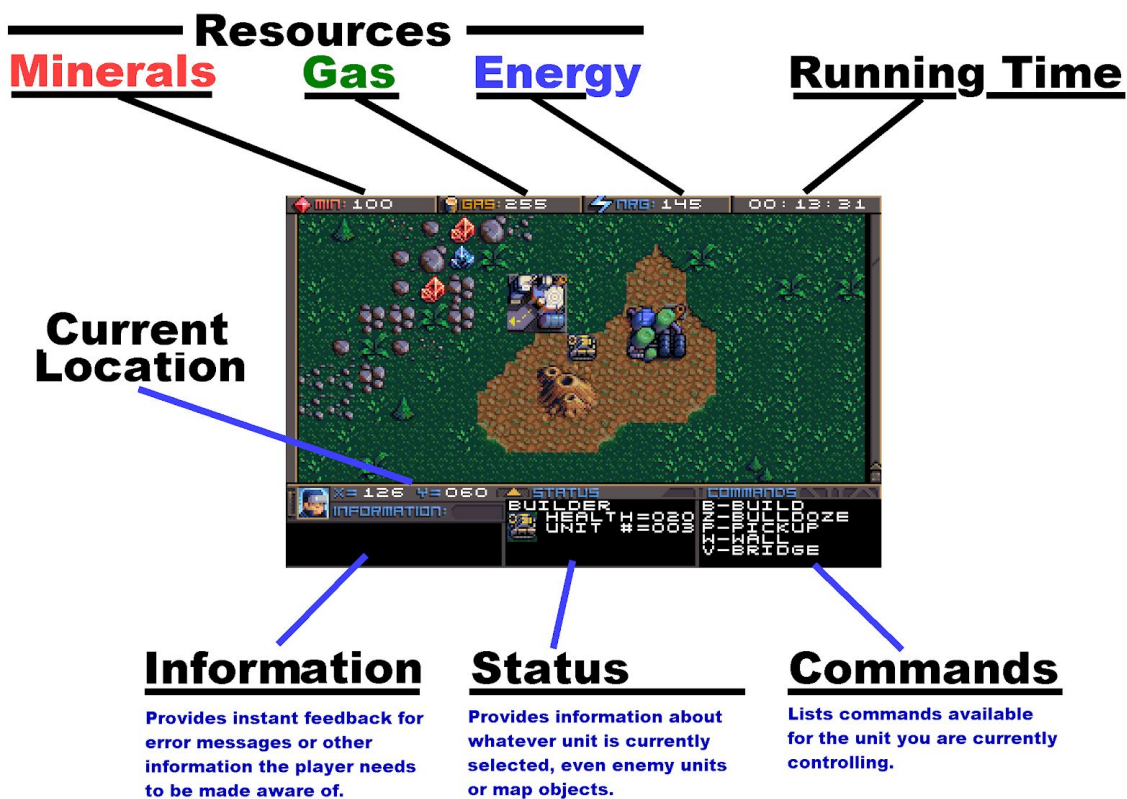 Resources
Minerals Gas Energy Running Time
MIN: 100 GAS: 255 NRG: 145 00:13:31
Current
Location
X= 126 Y= 060 STATUS COMMANDS
INFORMATION:
BUILDER
HEALTH=020
UNIT #=003
B-BUILD
Z-BULLDOZE
P-PICKUP
W-WALL
V-BRIDGE
Information
Provides instant feedback for
error messages or other
information the player needs
to be made aware of.
Status
Provides information about
whatever unit is currently
selected, even enemy units
or map objects.
Commands
Lists commands available
for the unit you are currently
controlling.